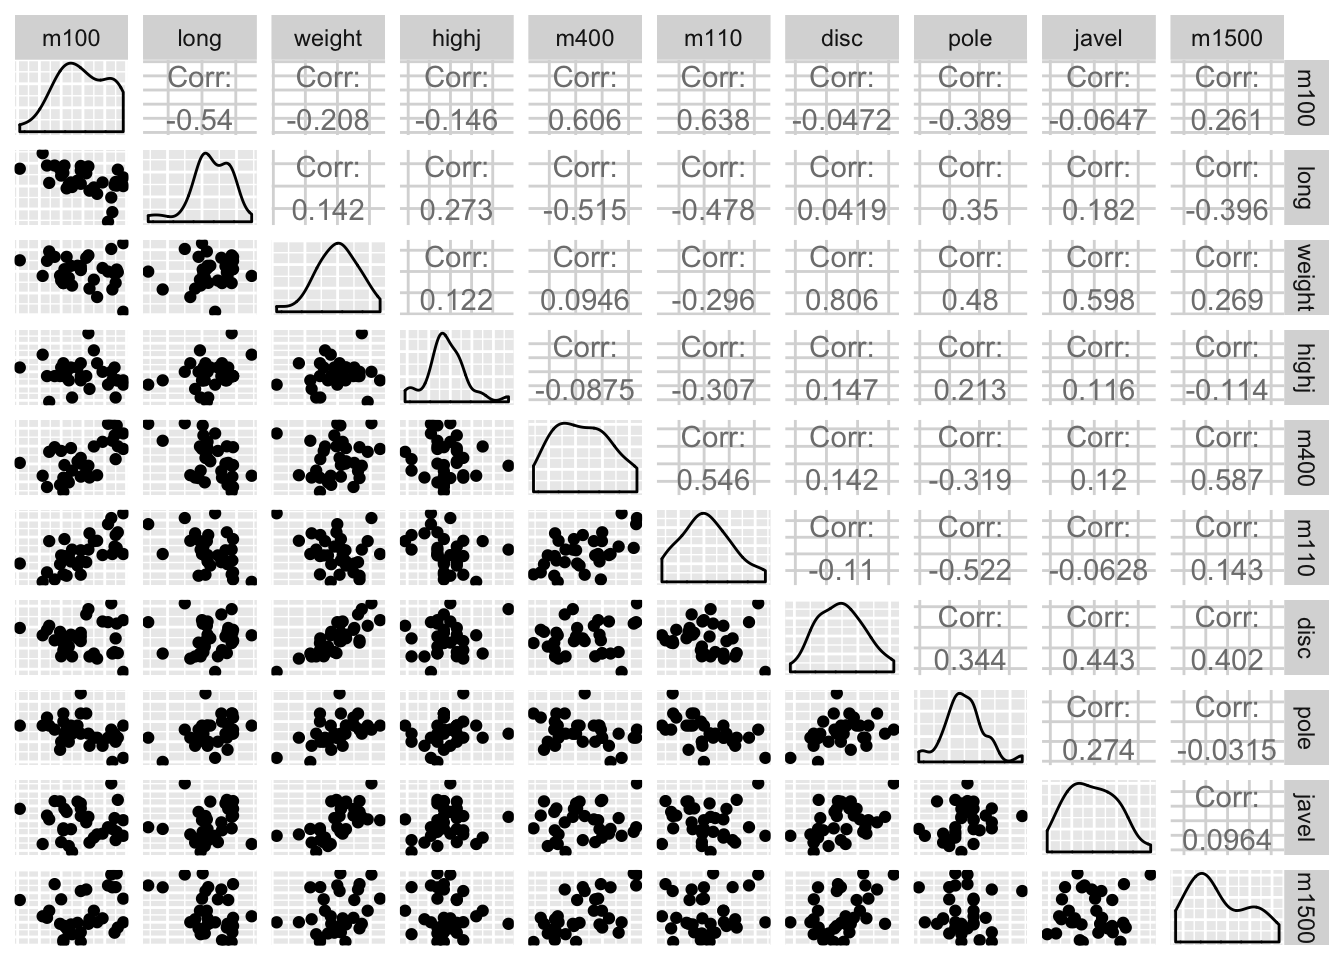 m100 long weight highj m400 m110 disc pole javel m1500
Corr: Corr: Corr: Corr: Corr: Corr: Corr: Corr: Corr:
-0.54 -0.208 -0.146 0.606 0.638 -0.0472 -0.389 -0.0647 0.261
m100
Corr: Corr: Corr: Corr: Corr: Corr: Corr: Corr:
0.142 0.273 -0.515 -0.478 0.0419 0.35 0.182 -0.396
long
Corr: Corr: Corr: Corr: Corr: Corr: Corr:
0.122 0.0946 -0.296 0.806 0.48 0.598 0.269
weight
Corr: Corr: Corr: Corr: Corr: Corr:
-0.0875 -0.307 0.147 0.213 0.116 -0.114
highj
Corr: Corr: Corr: Corr: Corr:
0.546 0.142 -0.319 0.12 0.587
m400
Corr: Corr: Corr: Corr:
-0.11 -0.522 -0.0628 0.143
m110
Corr: Corr: Corr:
0.344 0.443 0.402
disc
Corr: Corr:
0.274 -0.0315
pole
Corr:
0.0964
javel
m1500